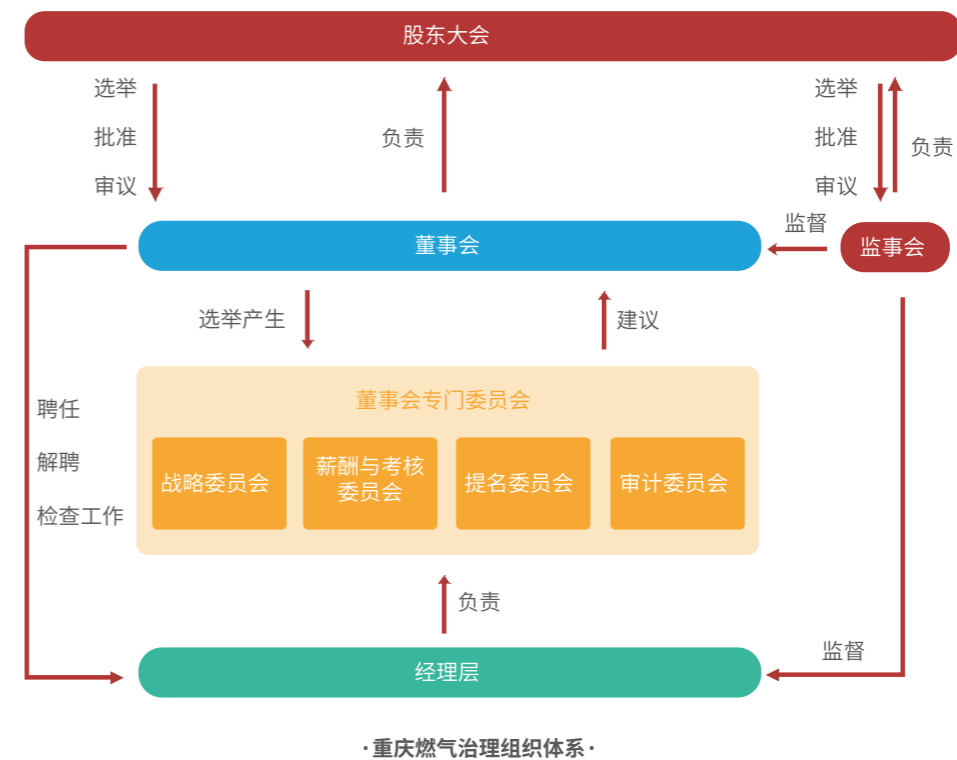 股东大会
选举
批准
审议
负责
选举
批准
审议
负责
监督
董事会
监事会
选举产生
建议
董事会专门委员会
战略委员会
薪酬与考核
委员会
提名委员会
审计委员会
聘任
解聘
检查工作
负责
监督
经理层
·重庆燃气治理组织体系·